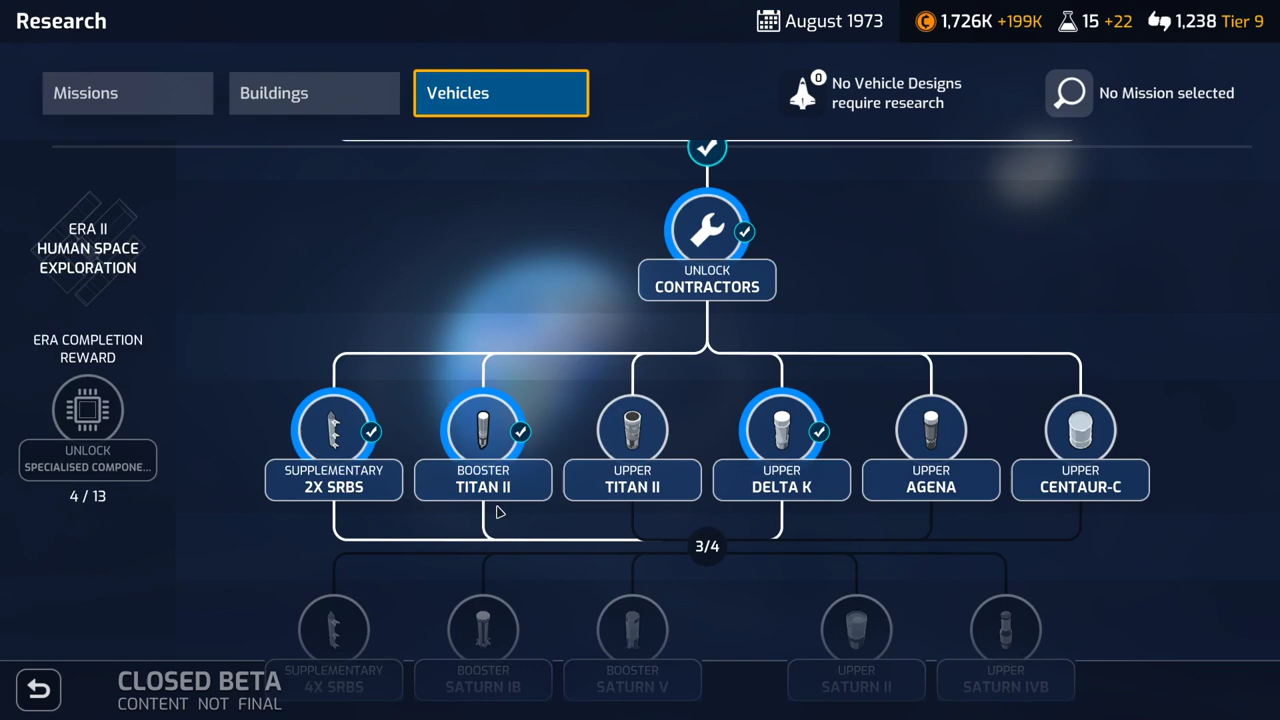 Research
August 1973
1,726K +199K
15 +22
1,238 Tier 9
Missions
Buildings
Vehicles
0
No Vehicle Designs
require research
No Mission selected
ERA II
HUMAN SPACE
EXPLORATION
ERA COMPLETION
REWARD
UNLOCK
SPECIALISED COMPONE...
4 / 13
UNLOCK
CONTRACTORS
SUPPLEMENTARY
2X SRBS
BOOSTER
TITAN II
UPPER
TITAN II
UPPER
DELTA K
UPPER
AGENA
UPPER
CENTAUR-C
3/4
SUPPLEMENTARY
4X SRBS
BOOSTER
SATURN IB
BOOSTER
SATURN V
UPPER
SATURN II
UPPER
SATURN IVB
CLOSED BETA
CONTENT NOT FINAL